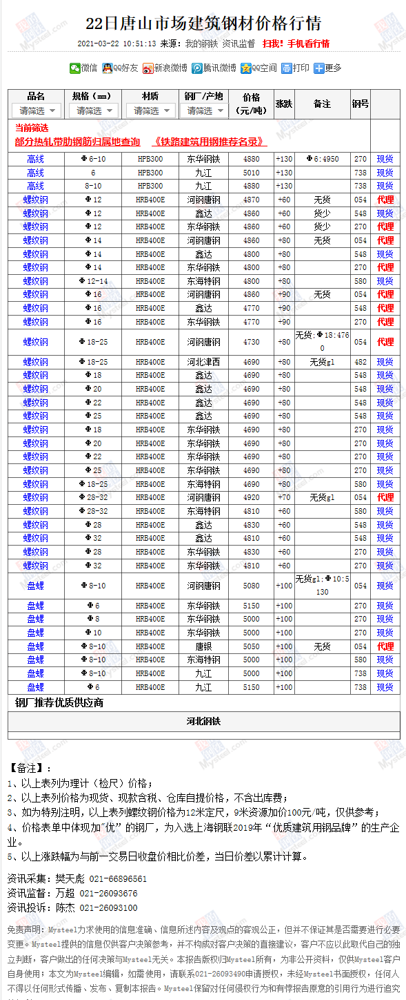 22日唐山市场建筑钢材价格行情
2021-03-22 10:51:13 来源：我的钢铁 资讯监督 扫我！手机看行情
微信 QQ好友 新浪微博 腾讯微博 QQ空间 打印 更多
品名 规格（㎜） 材质 钢厂/产地 价格（元/吨） 涨跌 备注 钢号
请筛选 请筛选 请筛选 请筛选
当前筛选
部分热轧带肋钢筋归属地查询 《铁路建筑用钢推荐名录》
高线 Φ6-10 HPB300 东华钢铁 4880 +130 Φ6:4950 270 现货
高线 6 HPB300 九江 5010 +130 738 现货
高线 8-10 HPB300 九江 4880 +130 738 现货
螺纹钢 Φ12 HRB400E 河钢唐钢 4870 +60 无货 054 代理
螺纹钢 Φ12 HRB400E 鑫达 4860 +60 货少 548 现货
螺纹钢 Φ12 HRB400E 东华钢铁 4860 +60 货少 270 代理
螺纹钢 Φ14 HRB400E 河钢唐钢 4860 +80 无货 054 代理
螺纹钢 Φ14 HRB400E 鑫达 4800 +80 548 现货
螺纹钢 Φ14 HRB400E 东华钢铁 4800 +80 270 代理
螺纹钢 Φ12-14 HRB400E 东海特钢 4800 +80 580 现货
螺纹钢 Φ16 HRB400E 河钢唐钢 4860 +90 无货 054 代理
螺纹钢 Φ16 HRB400E 鑫达 4770 +90 548 代理
螺纹钢 Φ16 HRB400E 东华钢铁 4770 +90 270 代理
螺纹钢 Φ18-25 HRB400E 河钢唐钢 4730 +80 无货:Φ18:4760 054 代理
螺纹钢 Φ18-25 HRB400E 河北津西 4690 +80 无货gl 482 现货
螺纹钢 Φ18 HRB400E 鑫达 4690 +80 548 现货
螺纹钢 Φ20 HRB400E 鑫达 4690 +80 548 现货
螺纹钢 Φ22 HRB400E 鑫达 4690 +80 548 现货
螺纹钢 Φ25 HRB400E 鑫达 4690 +80 548 现货
螺纹钢 Φ18 HRB400E 东华钢铁 4690 +80 270 现货
螺纹钢 Φ20 HRB400E 东华钢铁 4690 +80 270 现货
螺纹钢 Φ22 HRB400E 东华钢铁 4690 +80 270 现货
螺纹钢 Φ25 HRB400E 东华钢铁 4690 +80 270 现货
螺纹钢 Φ18-25 HRB400E 东海特钢 4690 +80 580 现货
螺纹钢 Φ28-32 HRB400E 河钢唐钢 4920 +70 无货gl 054 代理
螺纹钢 Φ28-32 HRB400E 东海特钢 4810 +60 580 现货
螺纹钢 Φ28 HRB400E 鑫达 4830 +60 548 现货
螺纹钢 Φ32 HRB400E 鑫达 4810 +60 548 现货
螺纹钢 Φ28 HRB400E 东华钢铁 4830 +60 270 现货
螺纹钢 Φ32 HRB400E 东华钢铁 4810 +60 270 现货
盘螺 Φ8-10 HRB400E 河钢唐钢 5080 +100 无货gl:Φ10:5130 054 现货
盘螺 Φ6 HRB400E 东华钢铁 5150 +100 270 现货
盘螺 Φ8 HRB400E 东华钢铁 5000 +100 270 现货
盘螺 Φ10 HRB400E 东华钢铁 5000 +100 270 现货
盘螺 Φ8-10 HRB400E 唐银 5050 +100 无货 054 代理
盘螺 Φ8-10 HRB400E 东海特钢 5000 +100 580 现货
盘螺 Φ8-10 HRB400E 九江 5000 +100 738 现货
盘螺 Φ6 HRB400E 九江 5150 +100 738 现货
钢厂推荐优质供应商
河北钢铁
【备注】：
1、以上表列为理计（检尺）价格；
2、以上表列价格为现货、现款含税、仓库自提价格，不含出库费；
3、如为特别注明，以上表列螺纹钢价格为12米定尺，9米资源加价100元/吨，仅供参考；
4、价格表单中体现加"优”的钢厂，为入选上海钢联2019年“优质建筑用钢品牌”的生产企
业。
5、以上涨跌幅为与前一交易日收盘价相比价差，当日价差以累计计算。
资讯采集：樊天彪 021-66896561
资讯监督：万超 021-26093676
资讯投诉：陈杰 021-26093100
免责声明：Mysteel力求使用的信息准确、信息所述内容及观点的客观公正，但并不保证其是否需要进行必要
变更。Mysteel提供的信息仅供客户决策参考，并不构成对客户决策的直接建议，客户不应以此取代自己的独
立判断，客户做出的任何决策与Mysteel无关。本报告版权归Mysteel所有，为非公开资料，仅供Mysteel客户
自身使用；本文为Mysteel编辑，如需使用，请联系021-26093490申请授权，未经Mysteel书面授权，任何人
不得以任何形式传播、发布、复制本报告。Mysteel保留对任何侵权行为和有悖报告原意的引用行为进行追究